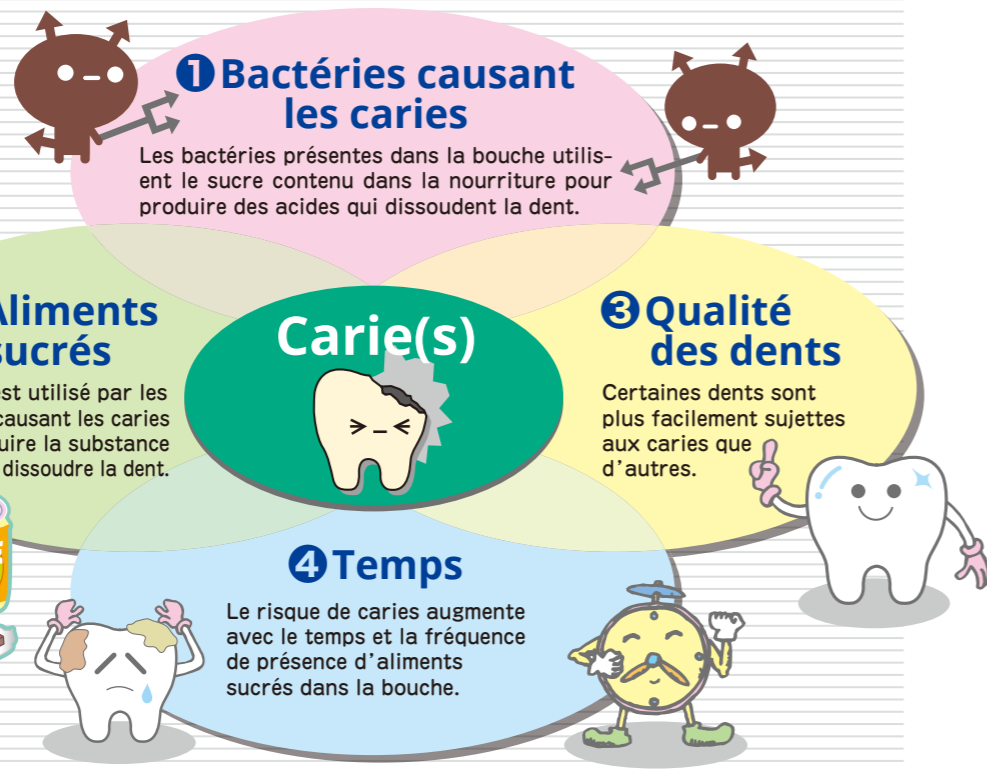 ❶Bactéries causant
les caries
Les bactéries présentes dans la bouche utilis-
ent le sucre contenu dans la nourriture pour
produire des acides qui dissoudent la dent.
Aliments
sucrés
est utilisé par les
causant les caries
uire la substance
dissoudre la dent.
Carie(s)
❸Qualité
des dents
Certaines dents sont
plus facilement sujettes
aux caries que
d’autres.
❹Temps
Le risque de caries augmente
avec le temps et la fréquence
de présence d’aliments
sucrés dans la bouche.